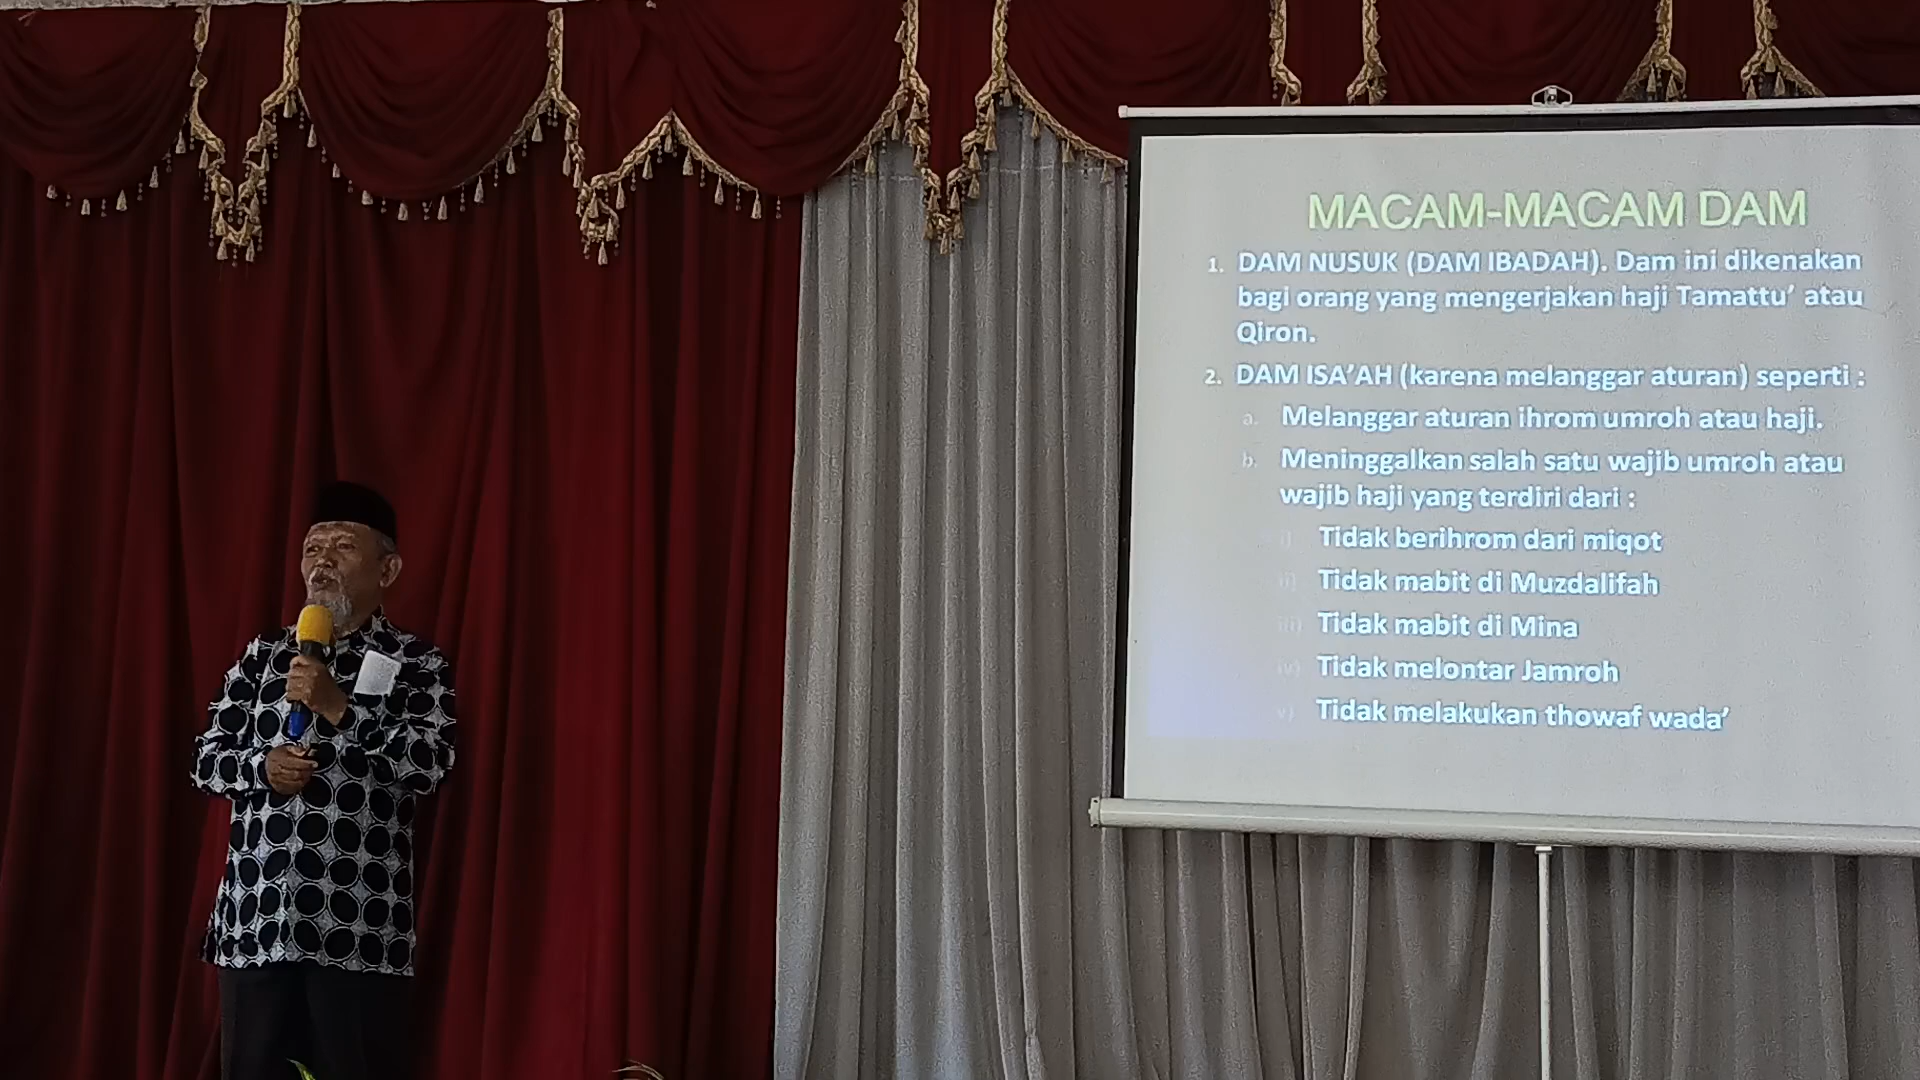 MACAM-MACAM DAM
1. DAM NUSUK (DAM IBADAH). Dam ini dikenakan
bagi orang yang mengerjakan haji Tamattu’ atau
Qiron.
2. DAM ISA’AH (karena melanggar aturan) seperti :
a. Melanggar aturan ihrom umroh atau haji.
b. Meninggalkan salah satu wajib umroh atau
wajib haji yang terdiri dari :
i) Tidak berihrom dari miqot
ii) Tidak mabit di Muzdalifah
iii) Tidak mabit di Mina
iv) Tidak melontar Jamroh
v) Tidak melakukan thowaf wada’